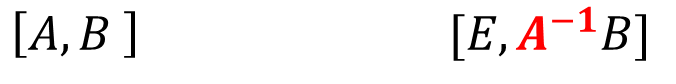 [A, B ] [E, A⁻¹B]